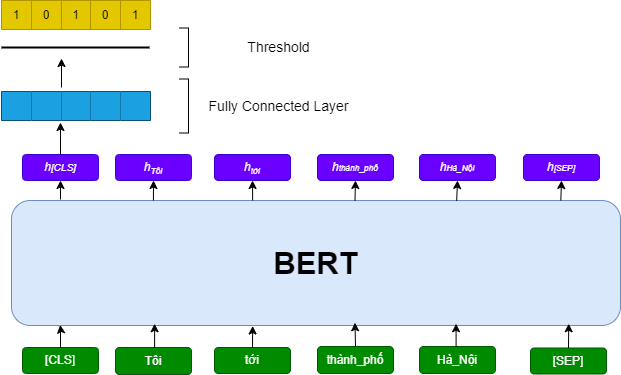 1 0 1 0 1
Threshold
Fully Connected Layer
h[CLS] hTôi htới hthành_phố hHà_Nội h[SEP]
BERT
[CLS] Tôi tới thành_phố Hà_Nội [SEP]